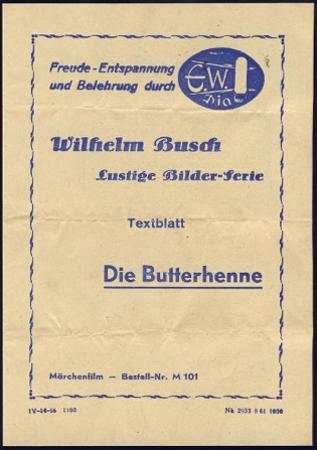 Freude-Entspannung
und Belehrung durch
C.W.
Dia
Wilhelm Busch
Lustige Bilder-Serie
Textblatt
Die Butterhenne
Märchenfilm — Bestell-Nr. M 101
IV-14-16 1180